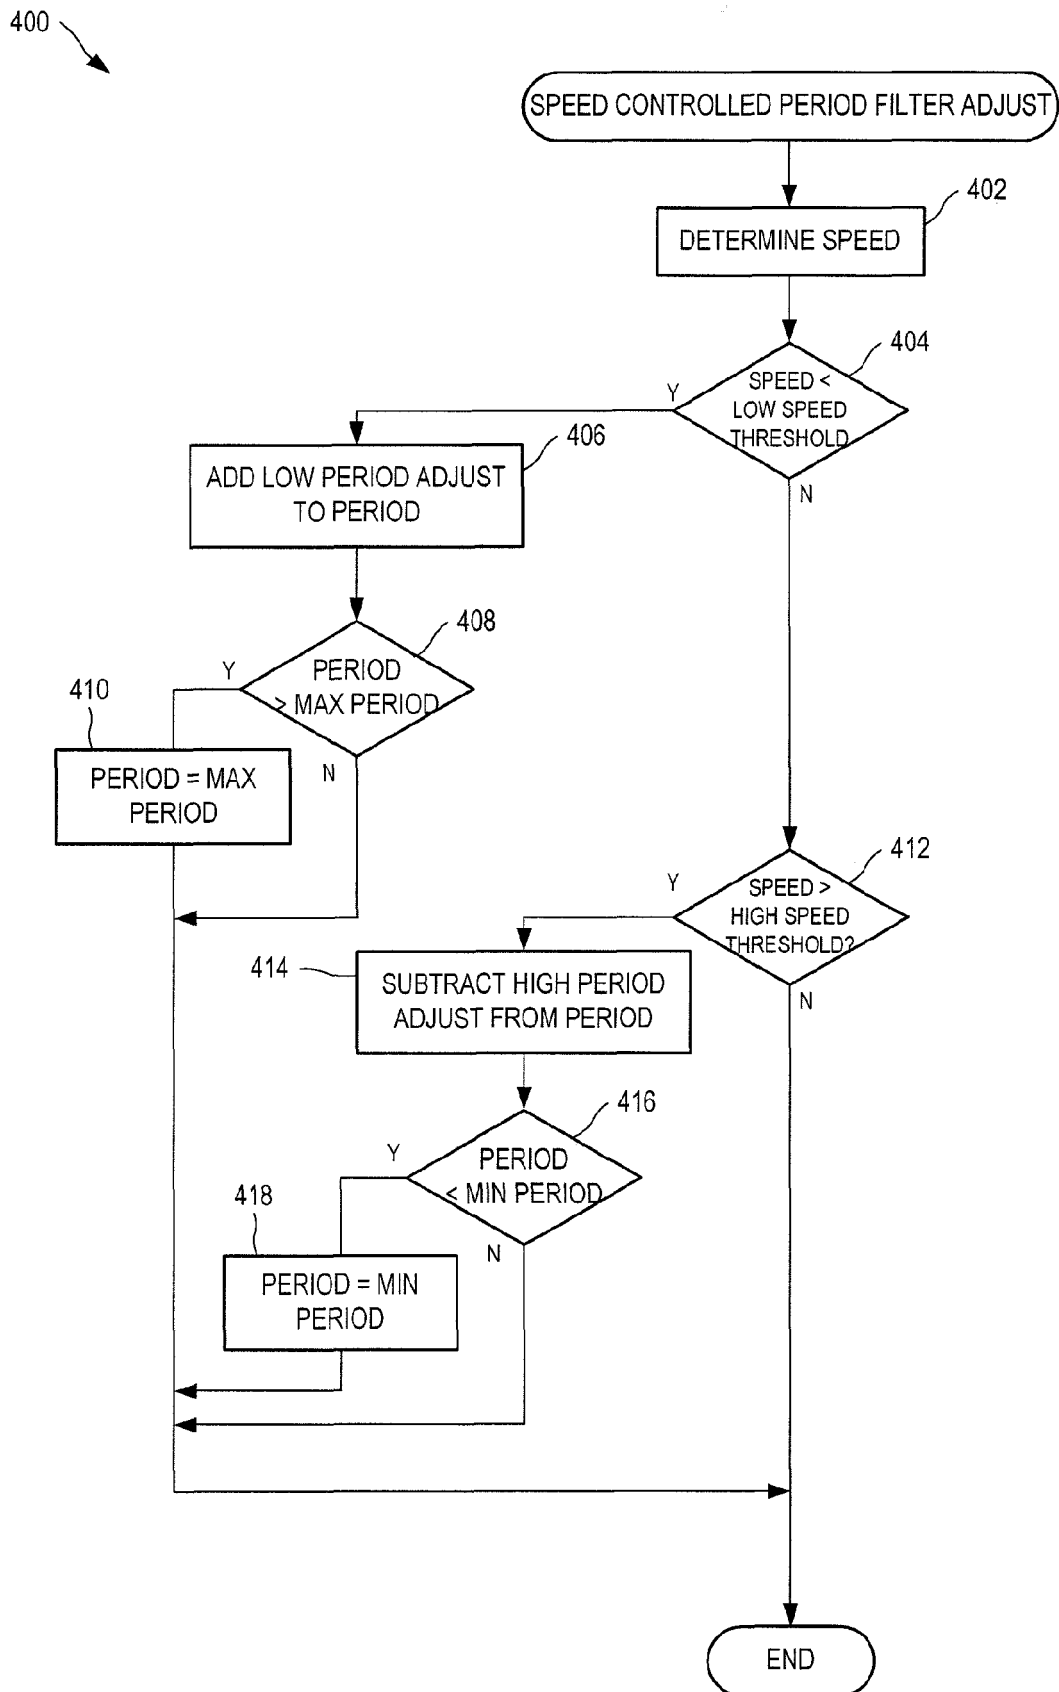 400
SPEED CONTROLLED PERIOD FILTER ADJUST
402
DETERMINE SPEED
404
SPEED <
LOW SPEED
THRESHOLD
Y
N
406
ADD LOW PERIOD ADJUST
TO PERIOD
408
PERIOD
> MAX PERIOD
Y
N
410
PERIOD = MAX
PERIOD
412
SPEED >
HIGH SPEED
THRESHOLD?
Y
N
414
SUBTRACT HIGH PERIOD
ADJUST FROM PERIOD
416
PERIOD
< MIN PERIOD
Y
N
418
PERIOD = MIN
PERIOD
END